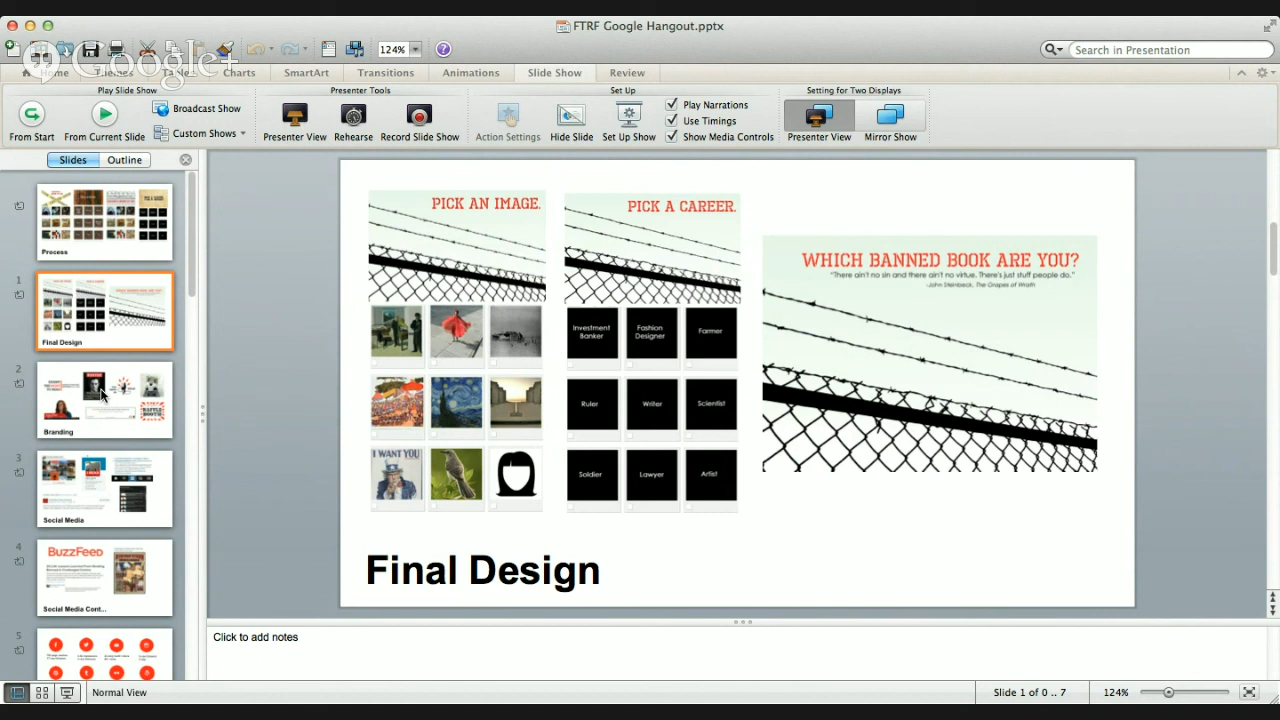 FTRF Google Hangout.pptx
124%
Search in Presentation
Google+
Home
Themes
Tables
Charts
SmartArt
Transitions
Animations
Slide Show
Review
Play Slide Show
Presenter Tools
Set Up
Setting for Two Displays
From Start
From Current Slide
Broadcast Show
Custom Shows
Presenter View
Rehearse
Record Slide Show
Action Settings
Hide Slide
Set Up Show
Play Narrations
Use Timings
Show Media Controls
Presenter View
Mirror Show
Slides
Outline
Process
1
Final Design
2
Branding
3
Social Media
4
BuzzFeed
Social Media Cont...
5
PICK AN IMAGE.
I WANT YOU
PICK A CAREER.
Investment
Banker
Fashion
Designer
Farmer
Ruler
Writer
Scientist
Soldier
Lawyer
Artist
WHICH BANNED BOOK ARE YOU?
"There ain't no sin and there ain't no virtue. There's just stuff people do."
-John Steinbeck, The Grapes of Wrath
Final Design
Click to add notes
Normal View
Slide 1 of 0 .. 7
124%